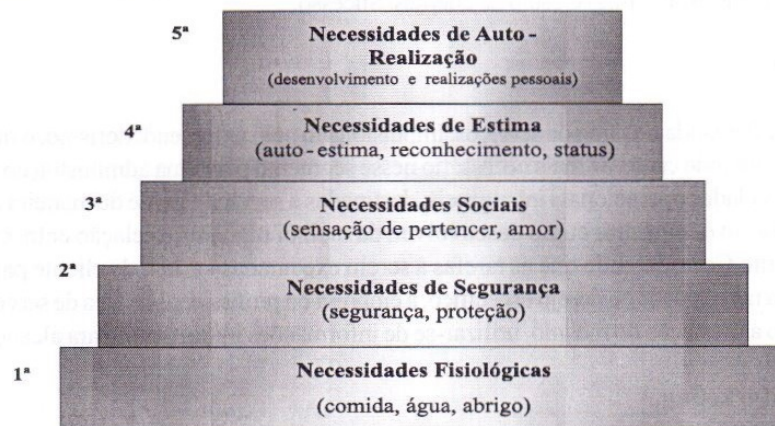 5ª
Necessidades de Auto -
Realização
(desenvolvimento e realizações pessoais)
4ª
Necessidades de Estima
(auto-estima, reconhecimento, status)
3ª
Necessidades Sociais
(sensação de pertencer, amor)
2ª
Necessidades de Segurança
(segurança, proteção)
1ª
Necessidades Fisiológicas
(comida, água, abrigo)